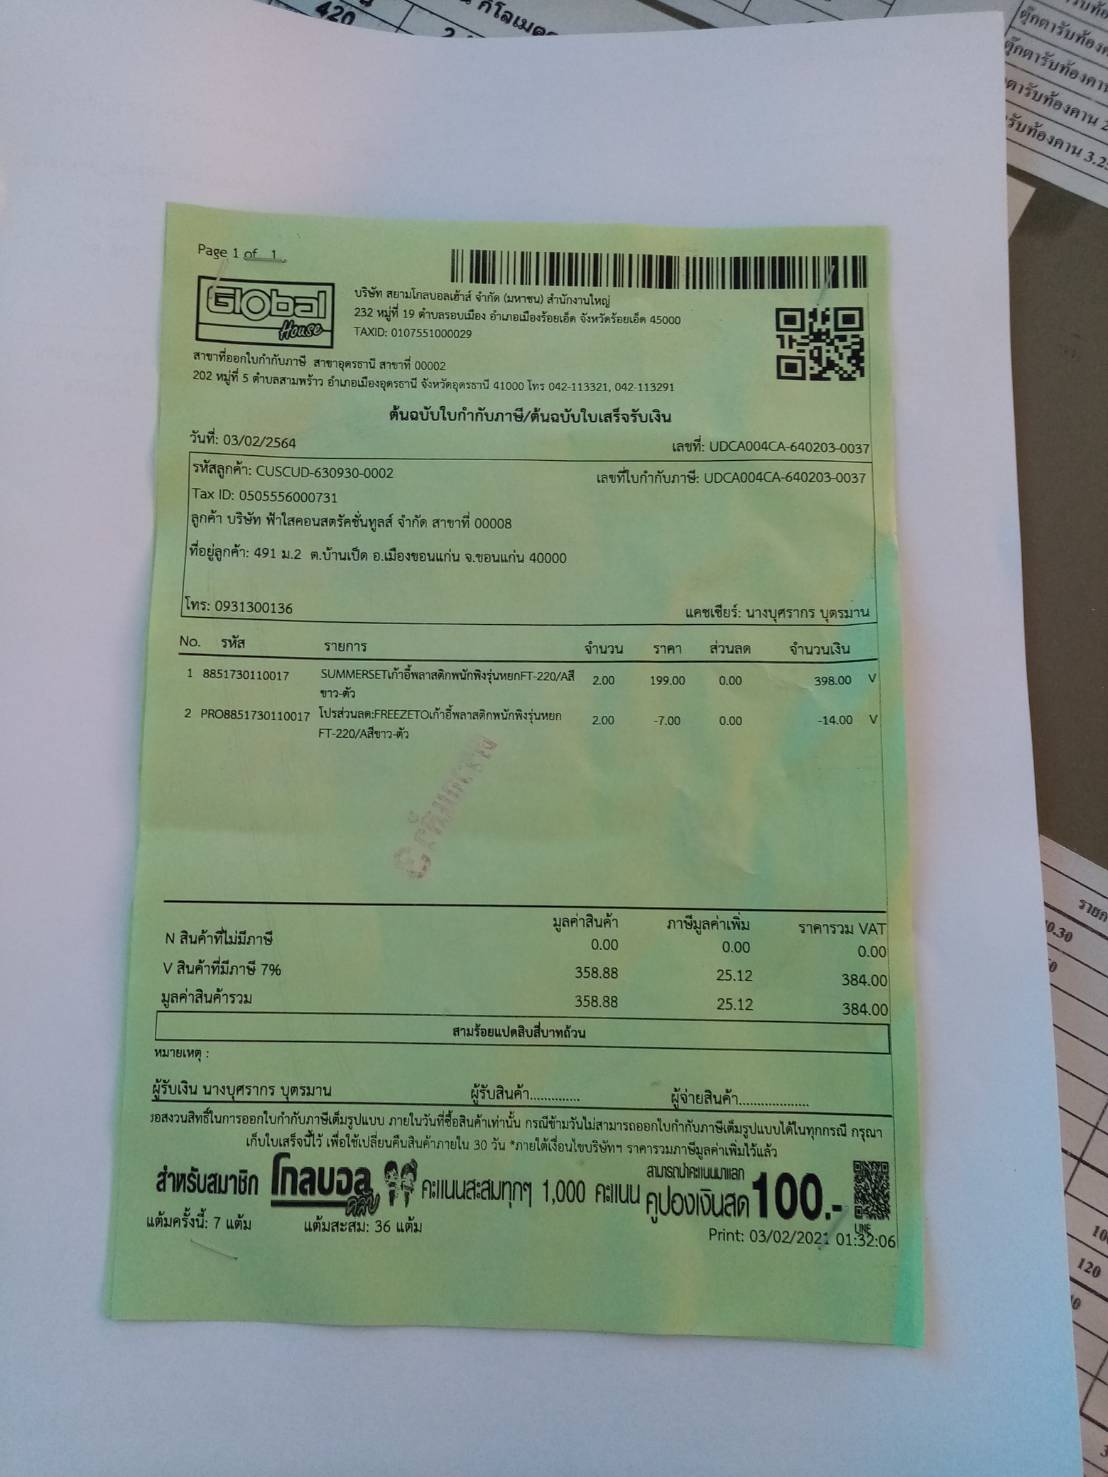 420
กิโลเมตร
ตุ๊กตารับท้อง
ตุ๊กตารับท้องคาน
ตารับท้องคาน 2
รับท้องคาน 3.2
Page 1 of 1
Global
House
บริษัท สยามโกลบอลเฮ้าส์ จำกัด (มหาชน) สำนักงานใหญ่
232 หมู่ที่ 19 ตำบลรอบเมือง อำเภอเมืองร้อยเอ็ด จังหวัดร้อยเอ็ด 45000
TAXID: 0107551000029
สาขาที่ออกใบกำกับภาษี สาขาอุดรธานี สาขาที่ 00002
202 หมู่ที่ 5 ตำบลสามพร้าว อำเภอเมืองอุดรธานี จังหวัดอุดรธานี 41000 โทร 042-113321, 042-113291
ต้นฉบับใบกำกับภาษี/ต้นฉบับใบเสร็จรับเงิน
วันที่: 03/02/2564 เลขที่: UDCA004CA-640203-0037
รหัสลูกค้า: CUSCUD-630930-0002 เลขที่ใบกำกับภาษี: UDCA004CA-640203-0037
Tax ID: 0505556000731
ลูกค้า บริษัท ฟ้าใสคอนสตรัคชั่นทูลส์ จำกัด สาขาที่ 00008
ที่อยู่ลูกค้า: 491 ม.2 ต.บ้านเป็ด อ.เมืองขอนแก่น จ.ขอนแก่น 40000
โทร: 0931300136 แคชเชียร์: นางบุศรากร บุตรมาน
No. รหัส รายการ จำนวน ราคา ส่วนลด จำนวนเงิน
1 8851730110017 SUMMERSETเก้าอี้พลาสติกพนักพิงรุ่นหยกFT-220/Aสี 2.00 199.00 0.00 398.00 V
ขาว-ตัว
2 PRO8851730110017 โปรส่วนลด:FREEZETOเก้าอี้พลาสติกพนักพิงรุ่นหยก 2.00 -7.00 0.00 -14.00 V
FT-220/Aสีขาว-ตัว
มูลค่าสินค้า ภาษีมูลค่าเพิ่ม ราคารวม VAT
N สินค้าที่ไม่มีภาษี 0.00 0.00 0.00
V สินค้าที่มีภาษี 7% 358.88 25.12 384.00
มูลค่าสินค้ารวม 358.88 25.12 384.00
สามร้อยแปดสิบสี่บาทถ้วน
หมายเหตุ :
ผู้รับเงิน นางบุศรากร บุตรมาน ผู้รับสินค้า............. ผู้จ่ายสินค้า...................
ขอสงวนสิทธิ์ในการออกใบกำกับภาษีเต็มรูปแบบ ภายในวันที่ซื้อสินค้าเท่านั้น กรณีข้ามวันไม่สามารถออกใบกำกับภาษีเต็มรูปแบบได้ในทุกกรณี กรุณา
เก็บใบเสร็จนี้ไว้ เพื่อใช้เปลี่ยนคืนสินค้าภายใน 30 วัน *ภายใต้เงื่อนไขบริษัทฯ ราคารวมภาษีมูลค่าเพิ่มไว้แล้ว
สำหรับสมาชิก โกลบอล คลับ คะแนนสะสมทุกๆ 1,000 คะแนน สามารถนำคะแนนมาแลก คูปองเงินสด 100.-
LINE
แต้มครั้งนี้: 7 แต้ม แต้มสะสม: 36 แต้ม Print: 03/02/2021 01:32:06
0.30
120